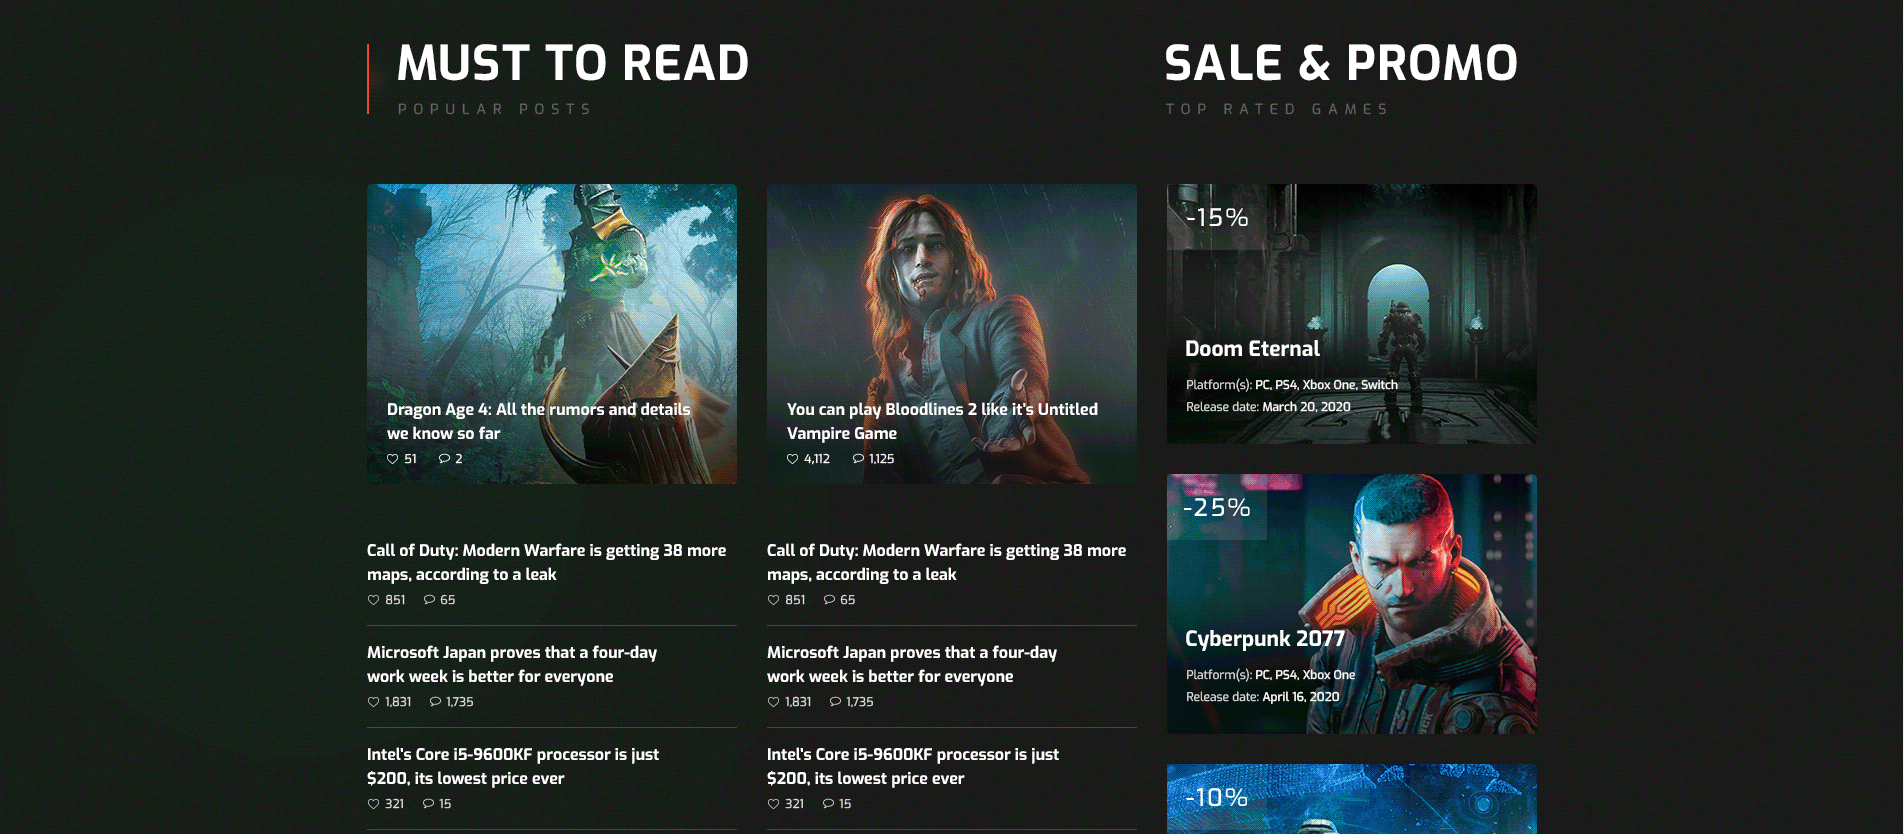 MUST TO READ
POPULAR POSTS
Dragon Age 4: All the rumors and details
we know so far
51 2
You can play Bloodlines 2 like it's Untitled
Vampire Game
4,112 1,125
Call of Duty: Modern Warfare is getting 38 more
maps, according to a leak
851 65
Microsoft Japan proves that a four-day
work week is better for everyone
1,831 1,735
Intel's Core i5-9600KF processor is just
$200, its lowest price ever
321 15
Call of Duty: Modern Warfare is getting 38 more
maps, according to a leak
851 65
Microsoft Japan proves that a four-day
work week is better for everyone
1,831 1,735
Intel's Core i5-9600KF processor is just
$200, its lowest price ever
321 15
SALE & PROMO
TOP RATED GAMES
-15%
Doom Eternal
Platform(s): PC, PS4, Xbox One, Switch
Release date: March 20, 2020
-25%
Cyberpunk 2077
Platform(s): PC, PS4, Xbox One
Release date: April 16, 2020
-10%